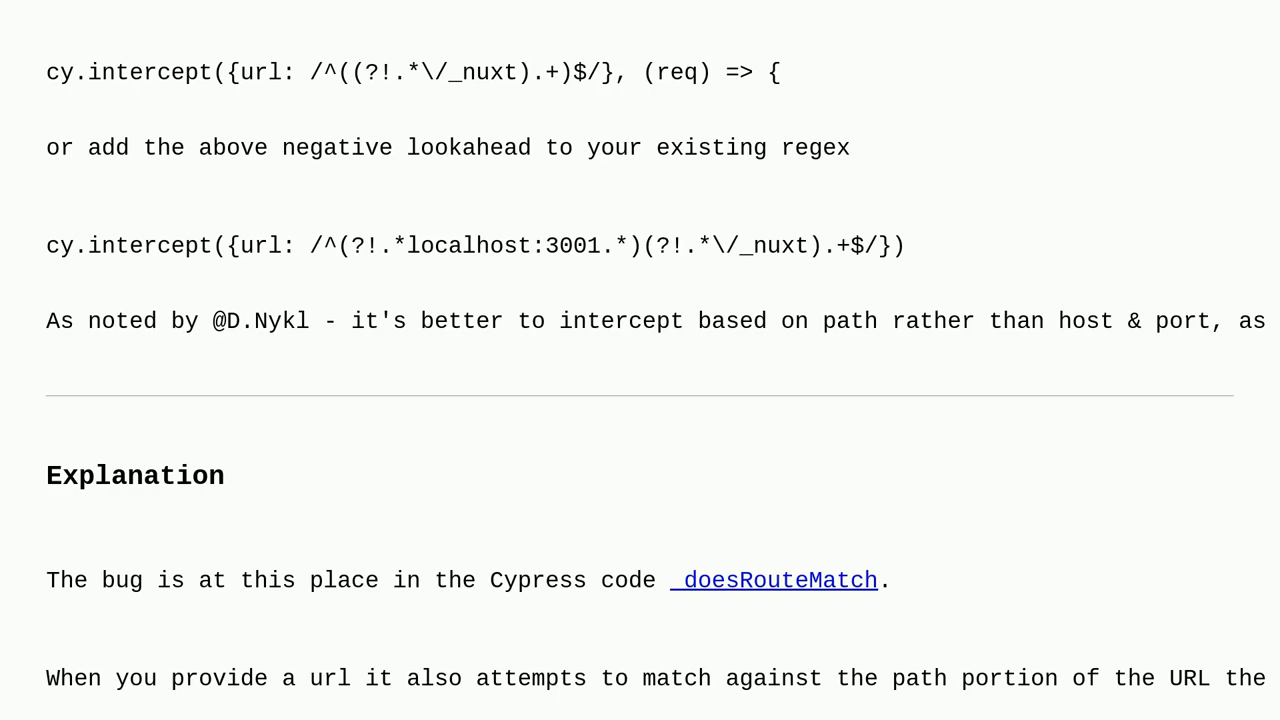 cy.intercept({url: /^((?!.*\/_nuxt).+)$/}, (req) => {
or add the above negative lookahead to your existing regex
cy.intercept({url: /^(?!.*localhost:3001.*)(?!.*\/_nuxt).+$/})
As noted by @D.Nykl - it's better to intercept based on path rather than host & port, as
Explanation
The bug is at this place in the Cypress code _doesRouteMatch.
When you provide a url it also attempts to match against the path portion of the URL the